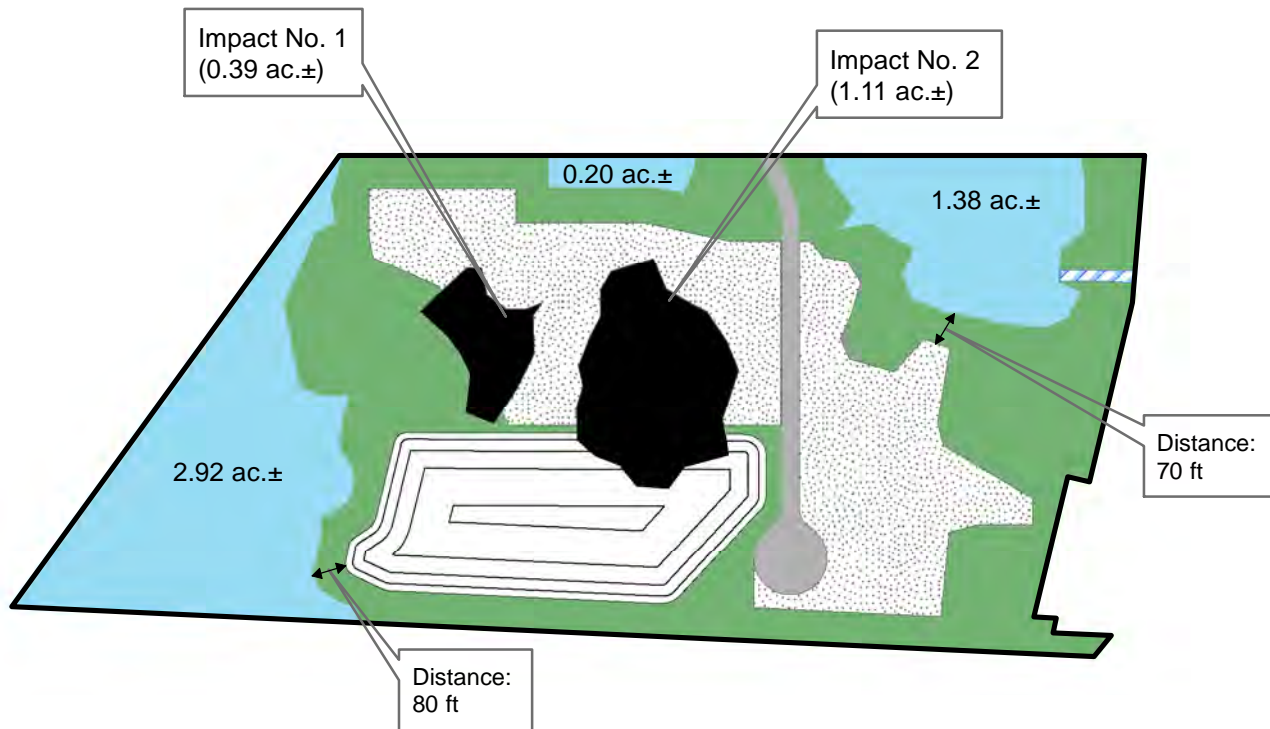 Impact No. 1
(0.39 ac.±)
Impact No. 2
(1.11 ac.±)
0.20 ac.±
1.38 ac.±
2.92 ac.±
Distance:
70 ft
Distance:
80 ft